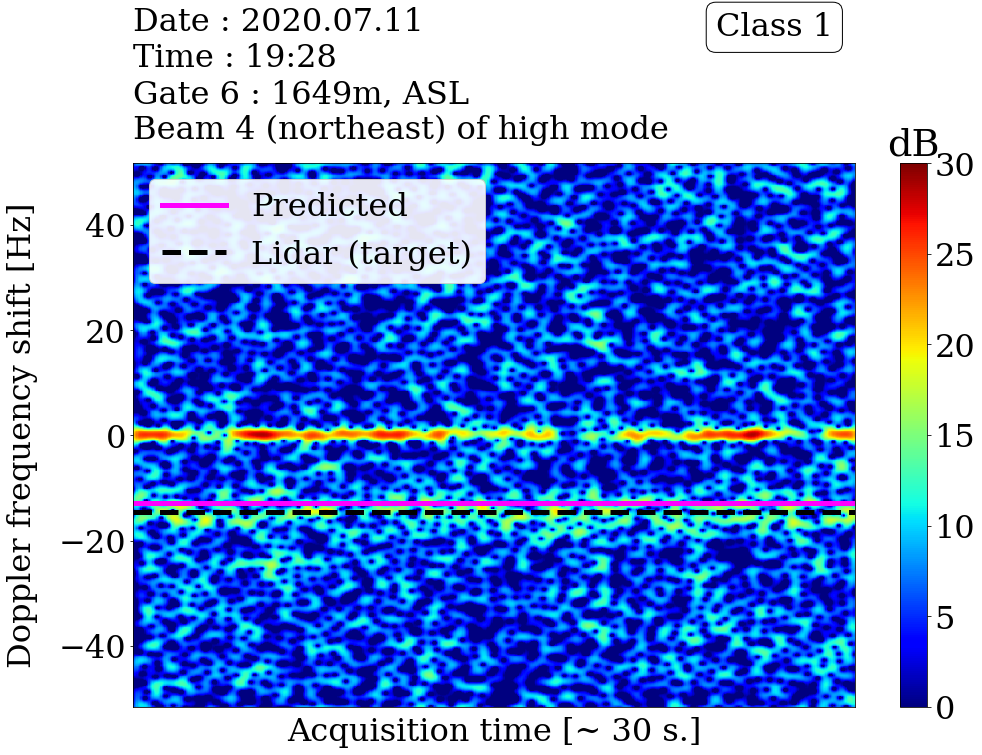 Date : 2020.07.11
Time : 19:28
Gate 6 : 1649m, ASL
Beam 4 (northeast) of high mode
Class 1
dB
Predicted
Lidar (target)
Doppler frequency shift [Hz]
40
20
0
−20
−40
30
25
20
15
10
5
0
Acquisition time [~ 30 s.]